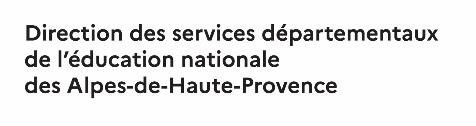 Direction des services départementaux
de l'éducation nationale
des Alpes-de-Haute-Provence